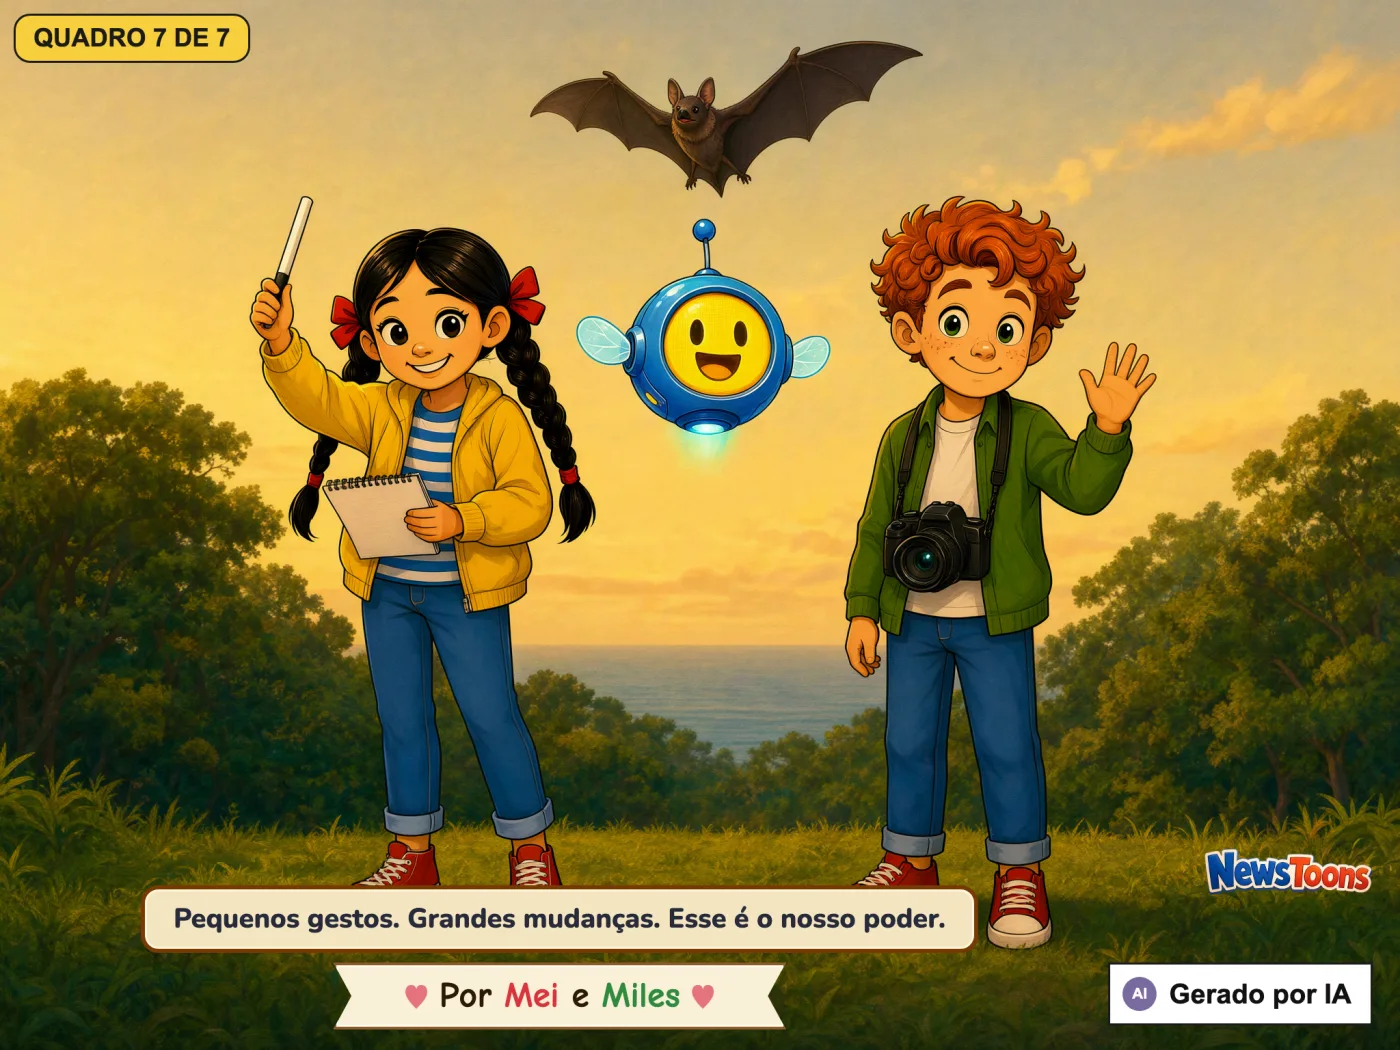 QUADRO 7 DE 7
NewsToons
Pequenos gestos. Grandes mudanças. Esse é o nosso poder.
Por Mei e Miles
AI Gerado por IA